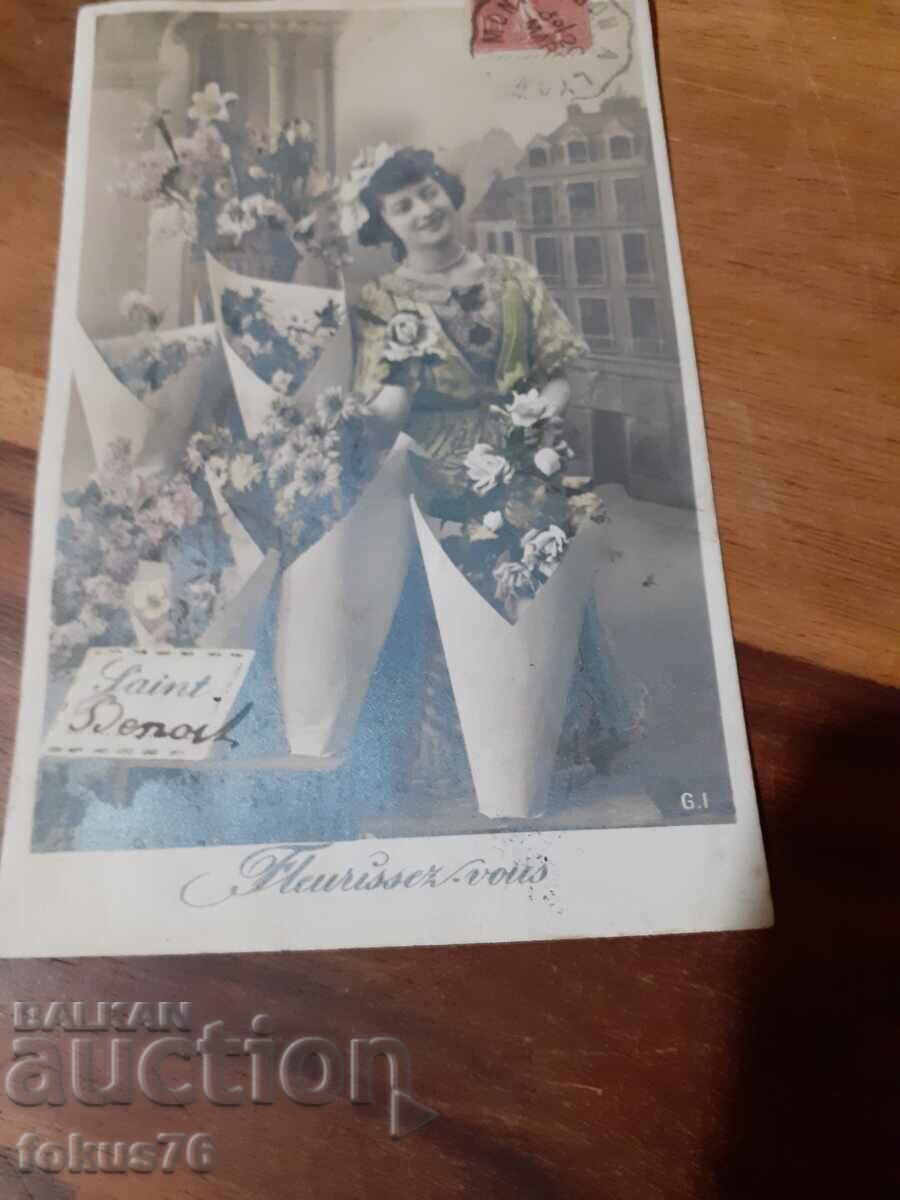 Saint
Benoit
G.I
Fleurissez-vous
BALKAN
auction
fokus76